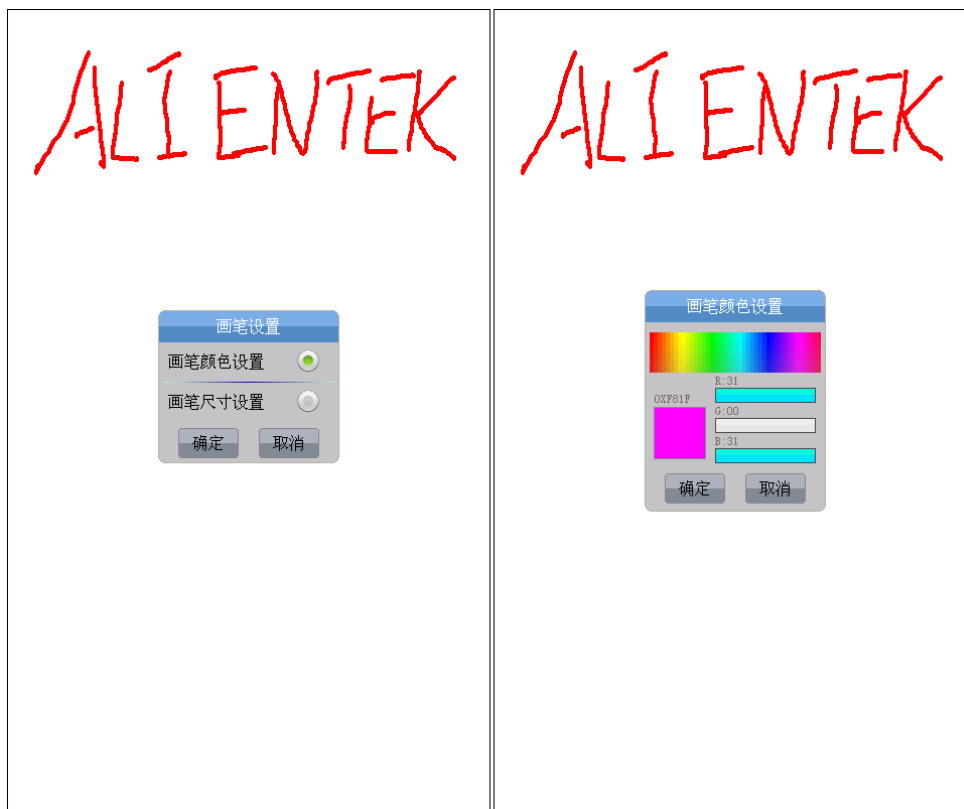 ALIENTEK
画笔设置
画笔颜色设置
画笔尺寸设置
确定 取消
ALIENTEK
画笔颜色设置
R:31
0XF81F
G:00
B:31
确定 取消